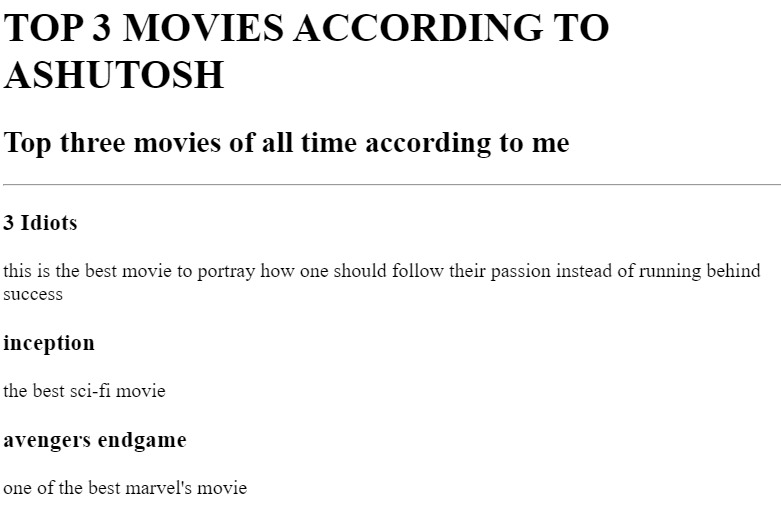 TOP 3 MOVIES ACCORDING TO
ASHUTOSH
Top three movies of all time according to me
3 Idiots
this is the best movie to portray how one should follow their passion instead of running behind
success
inception
the best sci-fi movie
avengers endgame
one of the best marvel's movie